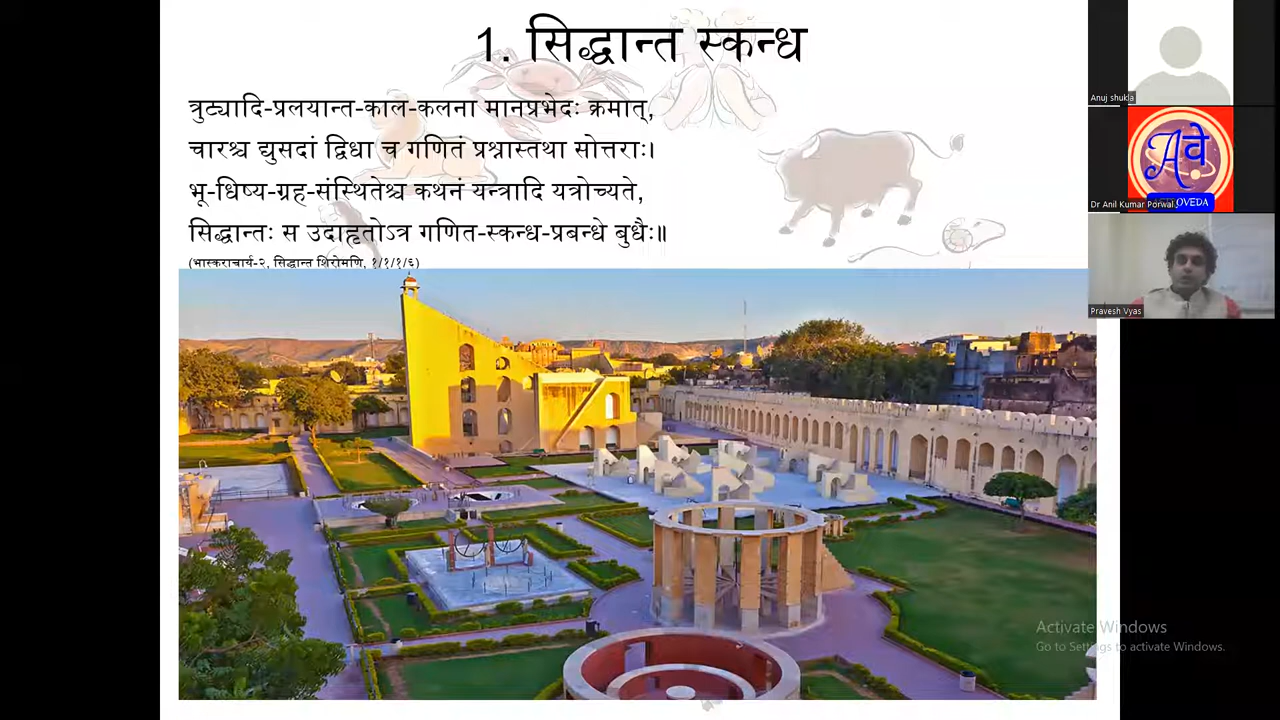 1. सिद्धान्त स्कन्ध
त्रुट्यादि-प्रलयान्त-काल-कलना मानप्रभेदः क्रमात्,
चारश्च द्युसदां द्विधा च गणितं प्रश्नास्तथा सोत्तराः।
भू-धिष्य-ग्रह-संस्थितेश्च कथनं यन्त्रादि यत्रोच्यते,
सिद्धान्तः स उदाहृतोऽत्र गणित-स्कन्ध-प्रबन्धे बुधैः॥
(भास्कराचार्य-२, सिद्धान्त शिरोमणि, १/१/१/६)
Anuj shukla
Aवे
Dr Anil Kumar Porwal
OVEDA
Pravesh Vyas
Activate Windows
Go to Settings to activate Windows.